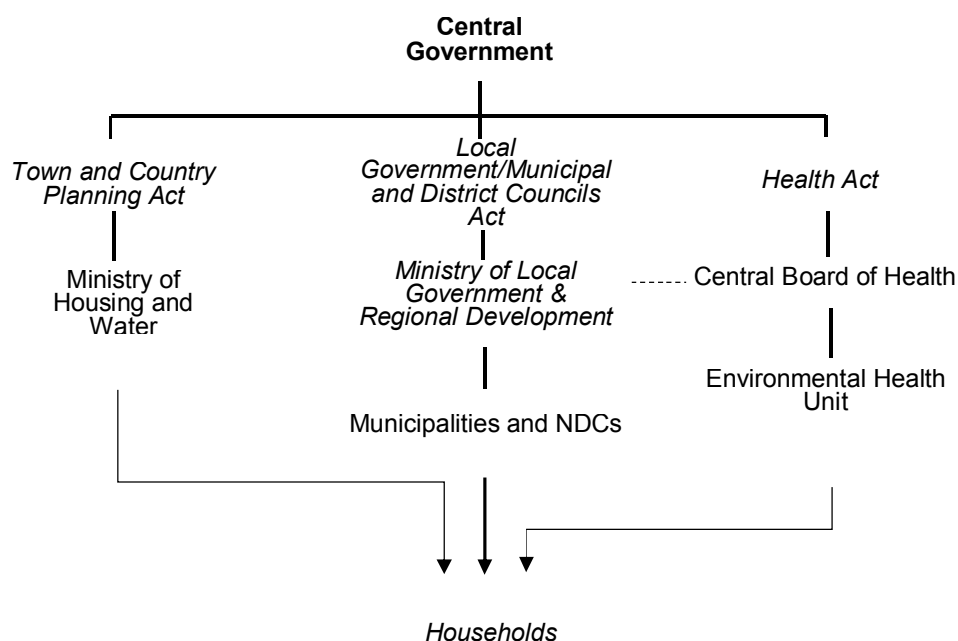 Central
Government
Town and Country
Planning Act
Local
Government/Municipal
and District Councils
Act
Health Act
Ministry of
Housing and
Water
Ministry of Local
Government &
Regional Development
Central Board of Health
Municipalities and NDCs
Environmental Health
Unit
Households